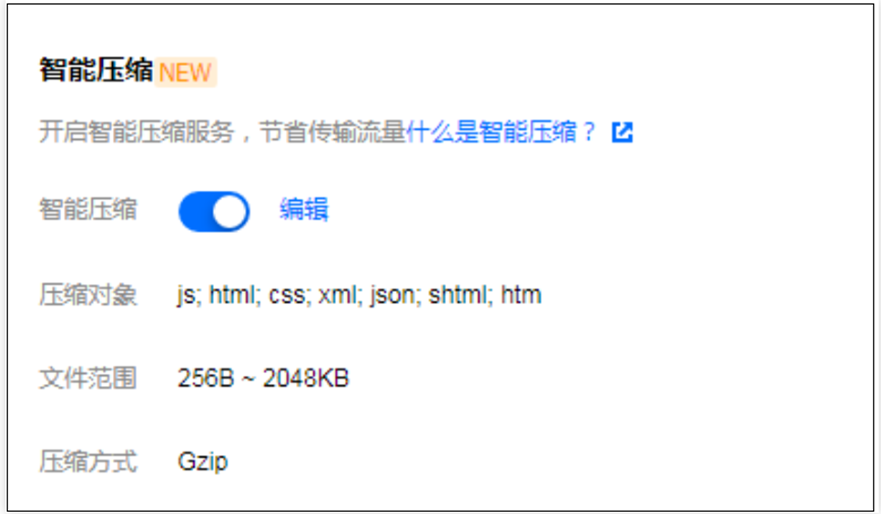 智能压缩 NEW
开启智能压缩服务，节省传输流量什么是智能压缩？
智能压缩 编辑
压缩对象 js; html; css; xml; json; shtml; htm
文件范围 256B ~ 2048KB
压缩方式 Gzip